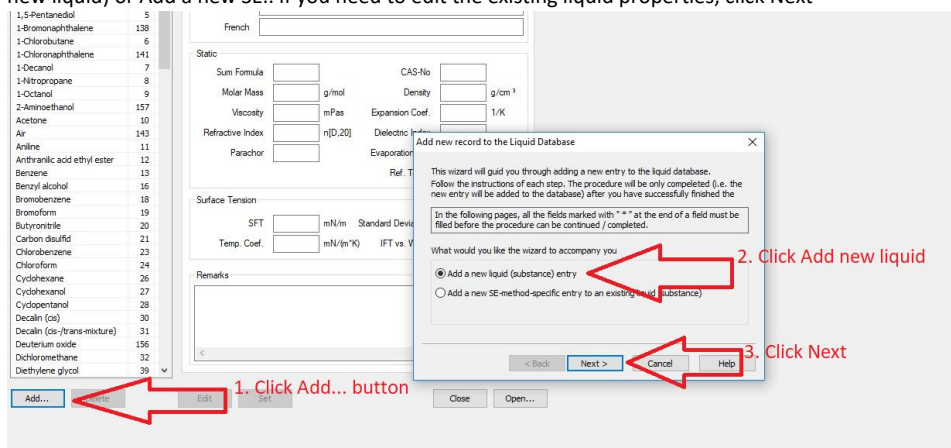 new liquid) or Add a new SE.. If you need to edit the existing liquid properties, click Next
1,5-Pentanediol 5
1-Bromonaphthalene 138
1-Chlorobutane 6
1-Chloronaphthalene 141
1-Decanol 7
1-Nitropropane 8
1-Octanol 9
2-Aminoethanol 157
Acetone 10
Air 143
Aniline 11
Anthranilic acid ethyl ester 12
Benzene 13
Benzyl alcohol 16
Bromobenzene 18
Bromoform 19
Butyronitrile 20
Carbon disulfid 21
Chlorobenzene 23
Chloroform 24
Cyclohexane 26
Cyclohexanol 27
Cyclopentanol 28
Decalin (cis) 30
Decalin (cis-/trans-mixture) 31
Deuterium oxide 156
Dichloromethane 32
Diethylene glycol 39
French
Static
Sum Formula CAS-No
Molar Mass g/mol Density g/cm ³
Viscosity mPas Expansion Coef. 1/K
Refractive Index n[D,20] Dielectric
Parachor Evaporation
Ref. T
Surface Tension
SFT mN/m Standard Devia
Temp. Coef. mN/(m*K) IFT vs. W
Remarks
Add new record to the Liquid Database
This wizard will guid you through adding a new entry to the liquid database.
Follow the instructions of each step. The procedure will be only compeleted (i.e. the
new entry will be added to the database) after you have successfully finished the
In the following pages, all the fields marked with " * " at the end of a field must be
filled before the procedure can be continued / completed.
What would you like the wizard to accompany you
Add a new liquid (substance) entry
Add a new SE-method-specific entry to an existing liquid (substance)
2. Click Add new liquid
3. Click Next
< Back Next > Cancel Help
1. Click Add... button
Add... Delete Edit Set Close Open...